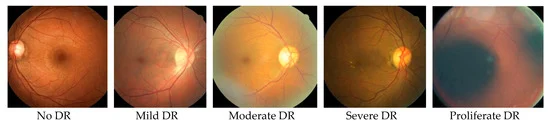 No DR
Mild DR
Moderate DR
Severe DR
Proliferate DR